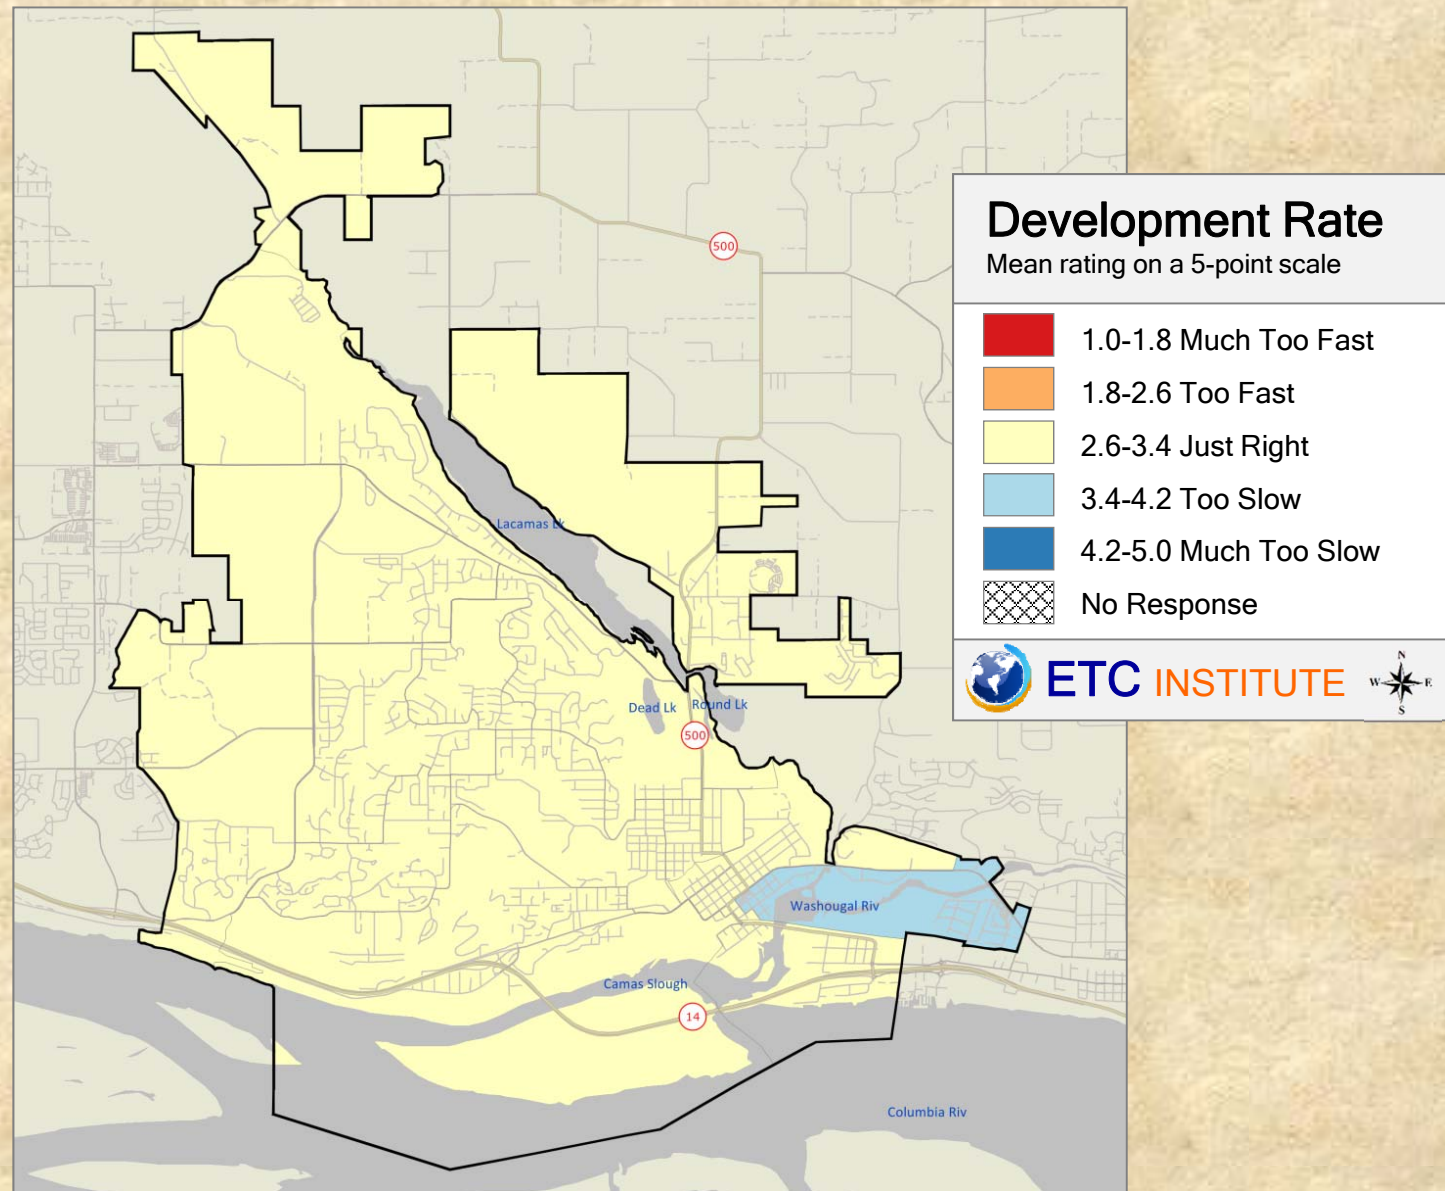 500
Development Rate
Mean rating on a 5-point scale
1.0-1.8 Much Too Fast
1.8-2.6 Too Fast
2.6-3.4 Just Right
3.4-4.2 Too Slow
4.2-5.0 Much Too Slow
No Response
ETC INSTITUTE
N
W
E
S
Lacamas Lk
Dead Lk
Round Lk
500
Washougal Riv
Camas Slough
14
Columbia Riv